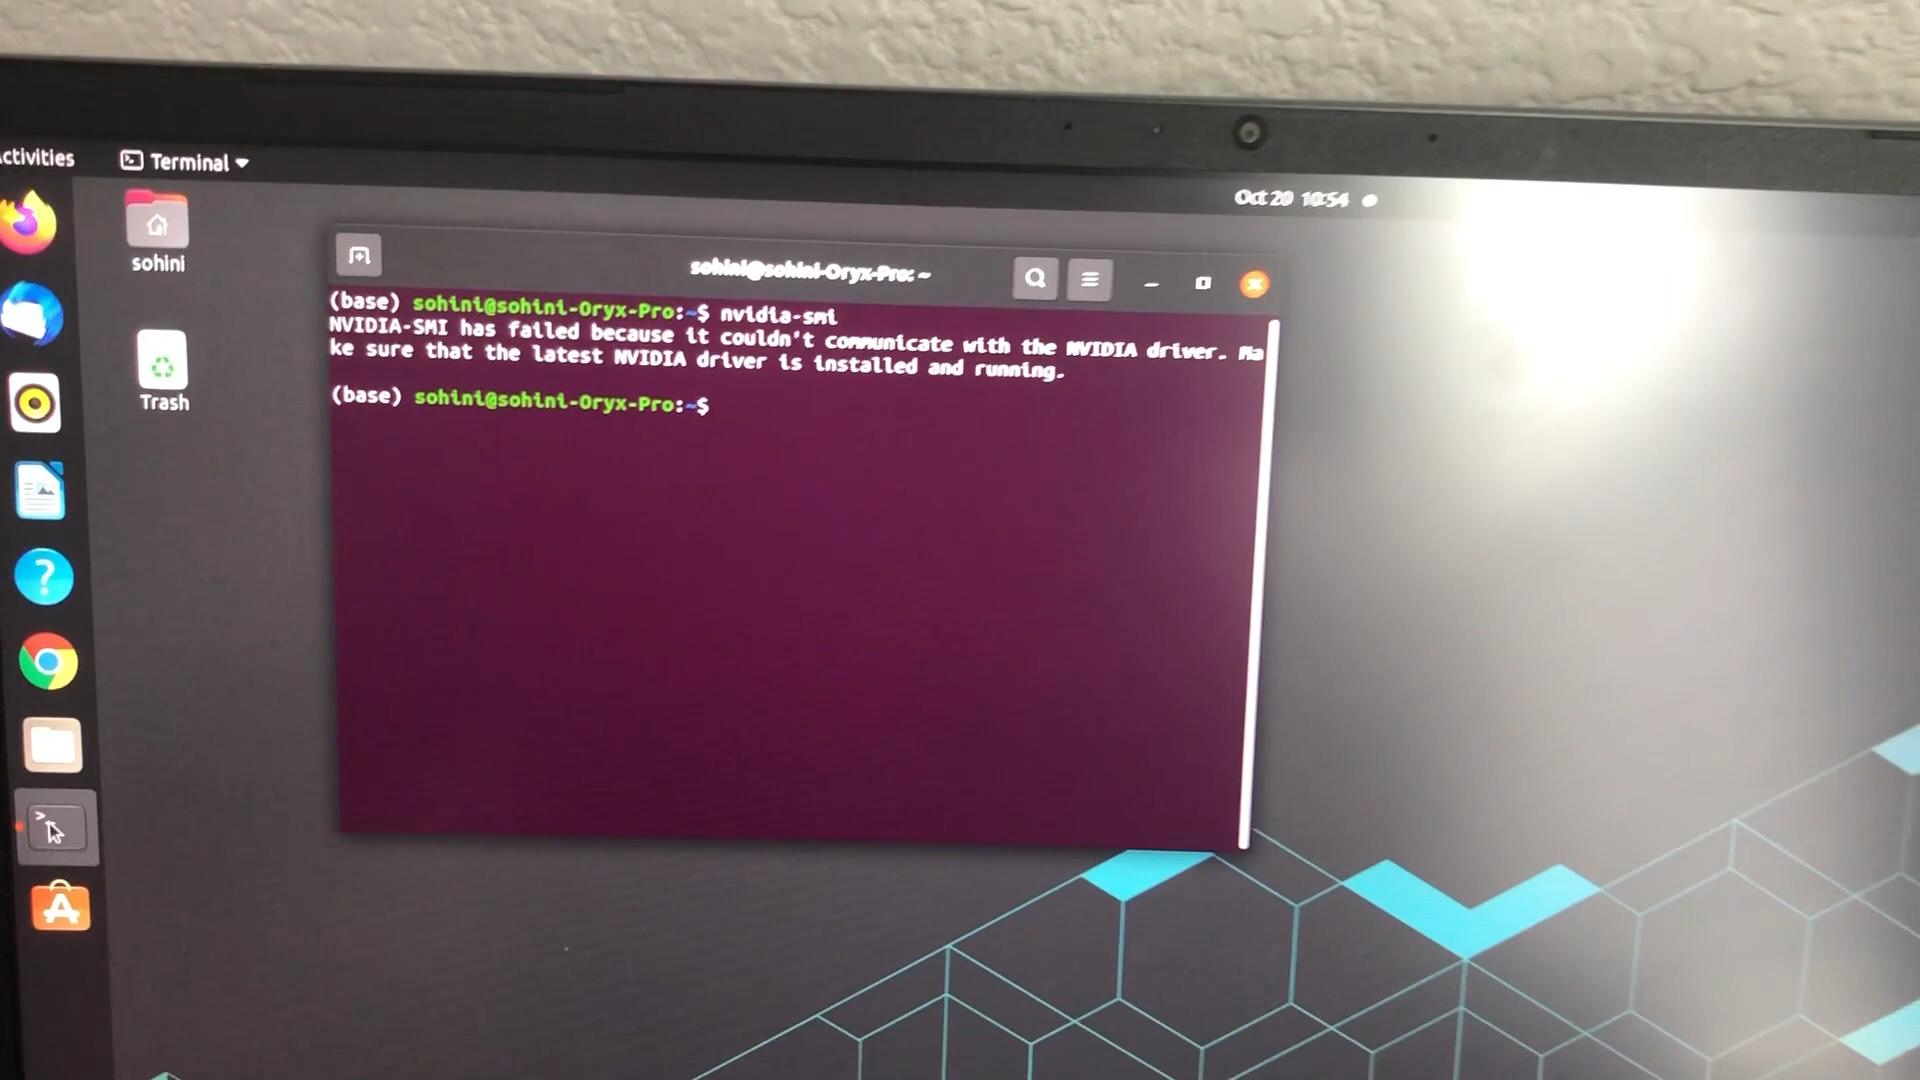 ctivities
Terminal
Oct 20 10:54
sohini
Trash
sohini@sohini-Oryx-Pro: ~
(base) sohini@sohini-Oryx-Pro:~$ nvidia-smi
NVIDIA-SMI has failed because it couldn't communicate with the NVIDIA driver. Ma
ke sure that the latest NVIDIA driver is installed and running.
(base) sohini@sohini-Oryx-Pro:~$